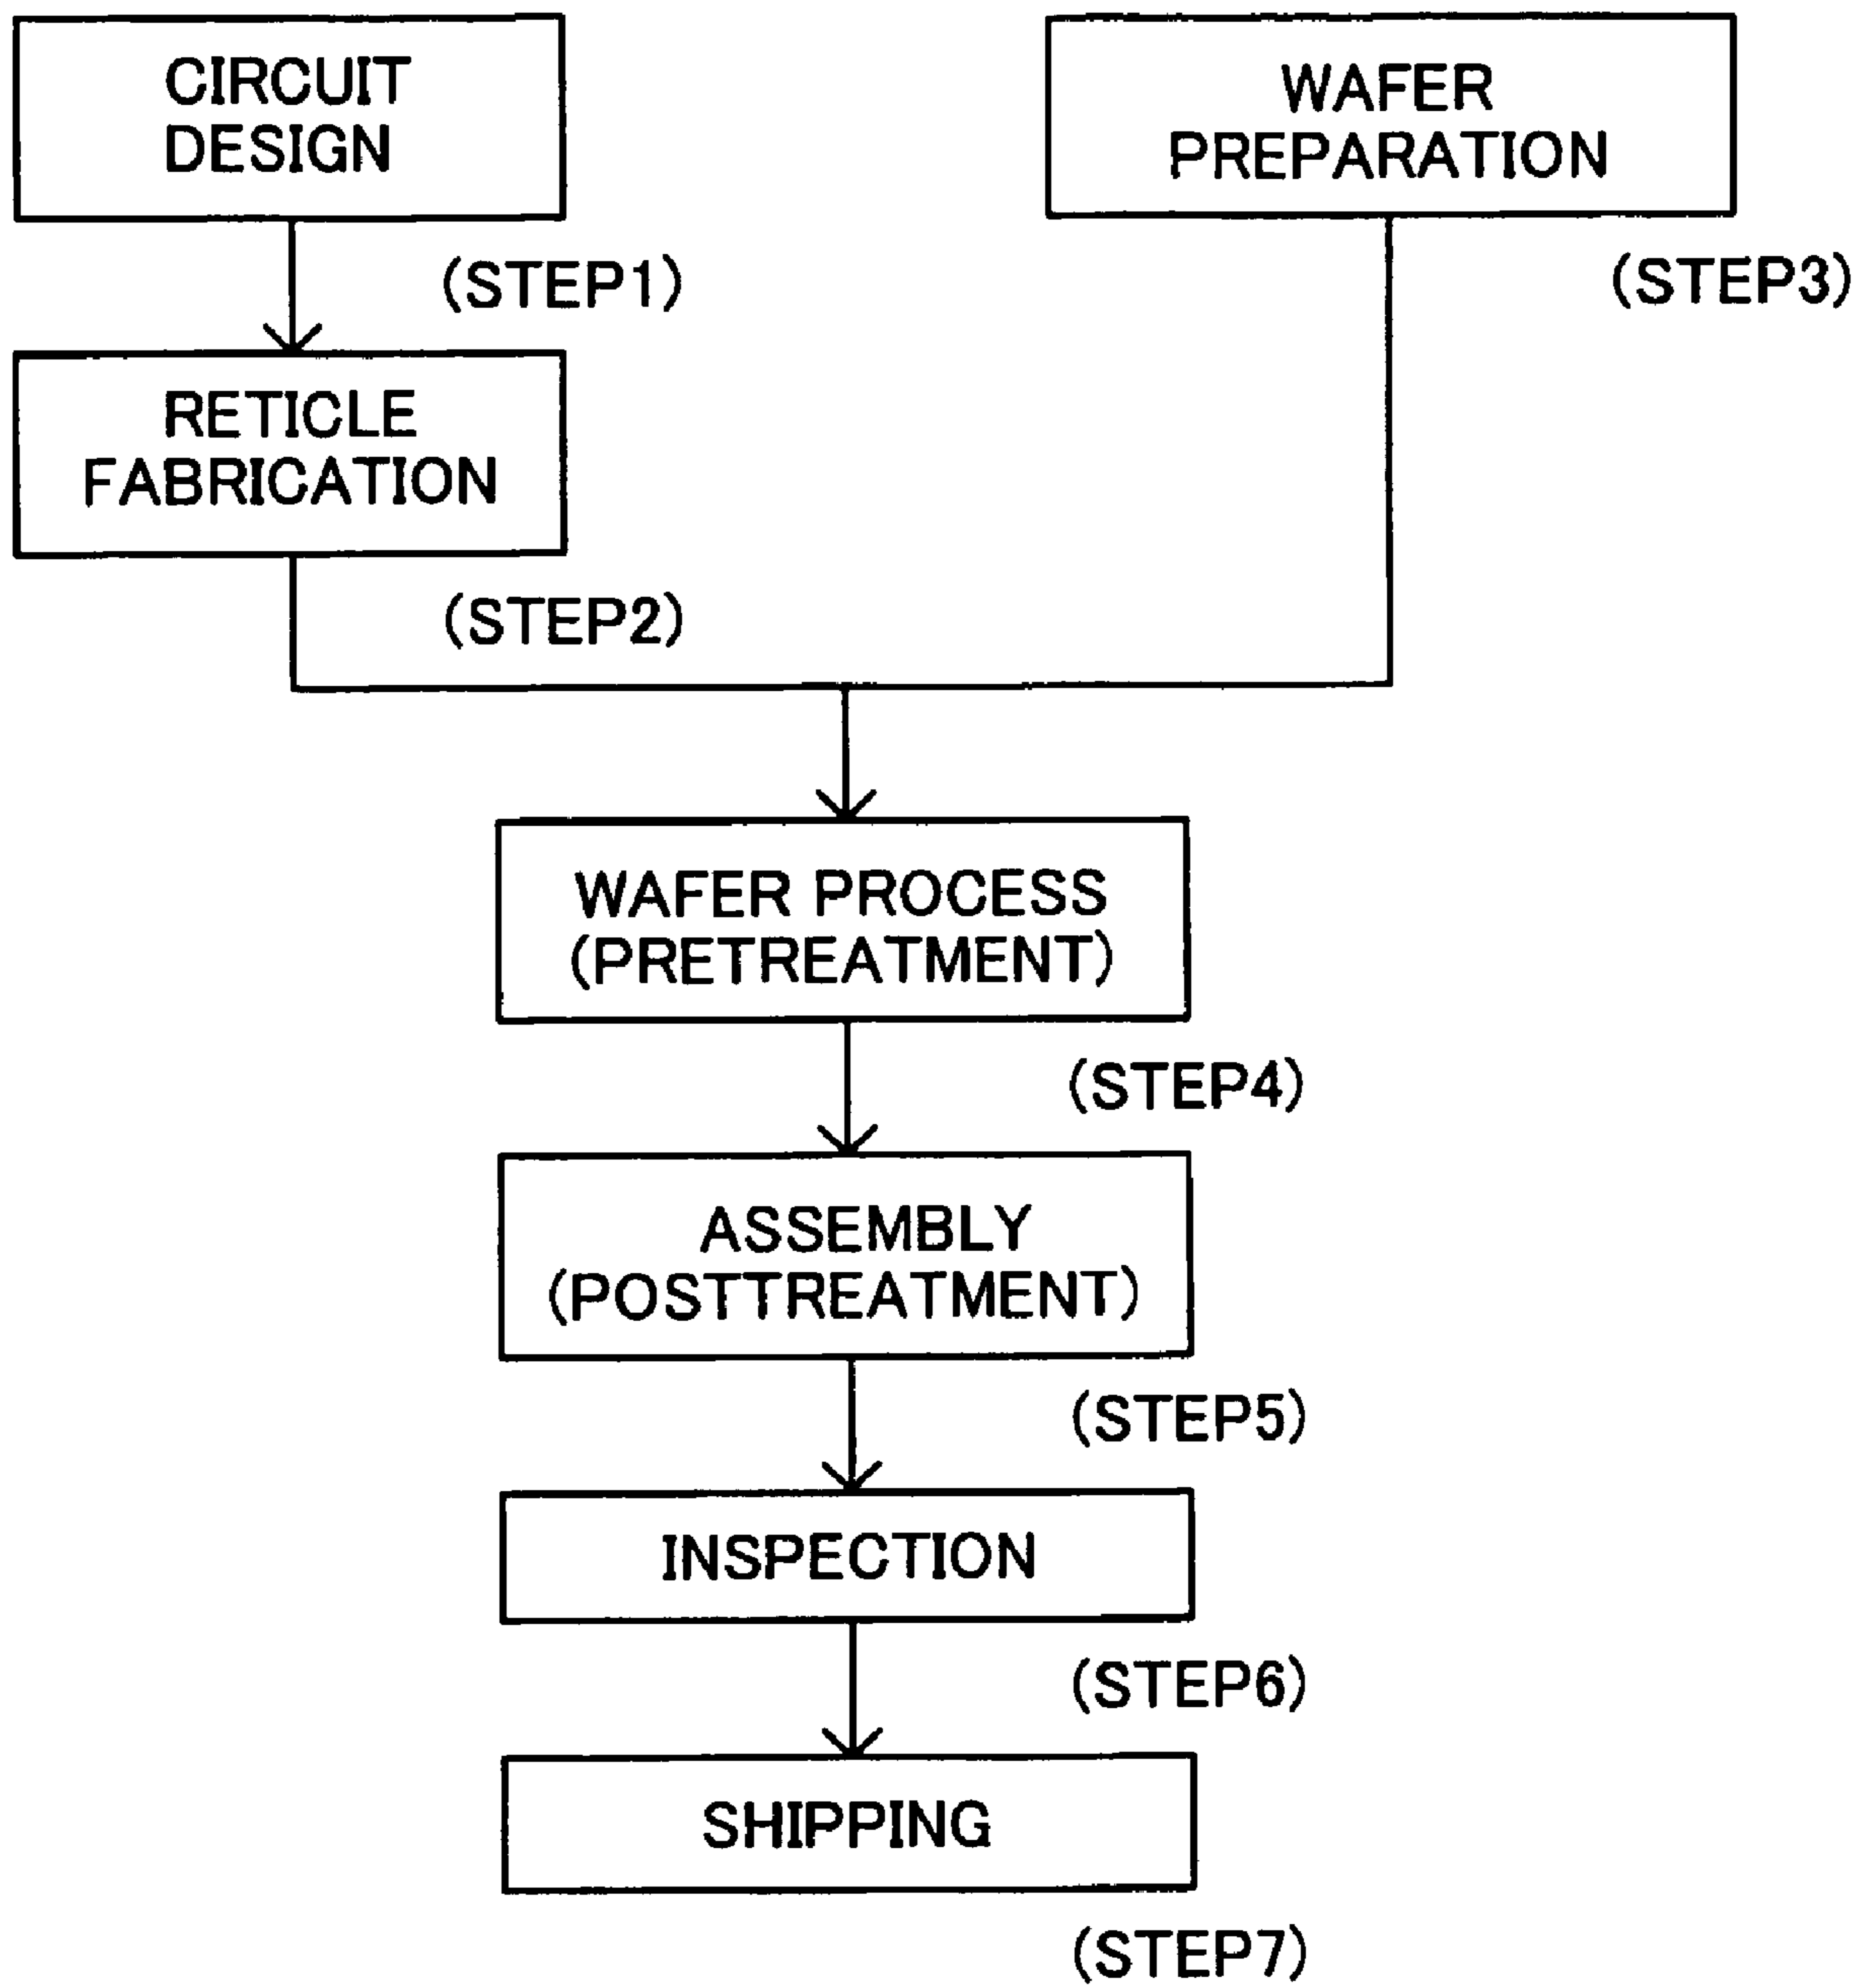 CIRCUIT
DESIGN
(STEP1)
RETICLE
FABRICATION
(STEP2)
WAFER
PREPARATION
(STEP3)
WAFER PROCESS
(PRETREATMENT)
(STEP4)
ASSEMBLY
(POSTTREATMENT)
(STEP5)
INSPECTION
(STEP6)
SHIPPING
(STEP7)